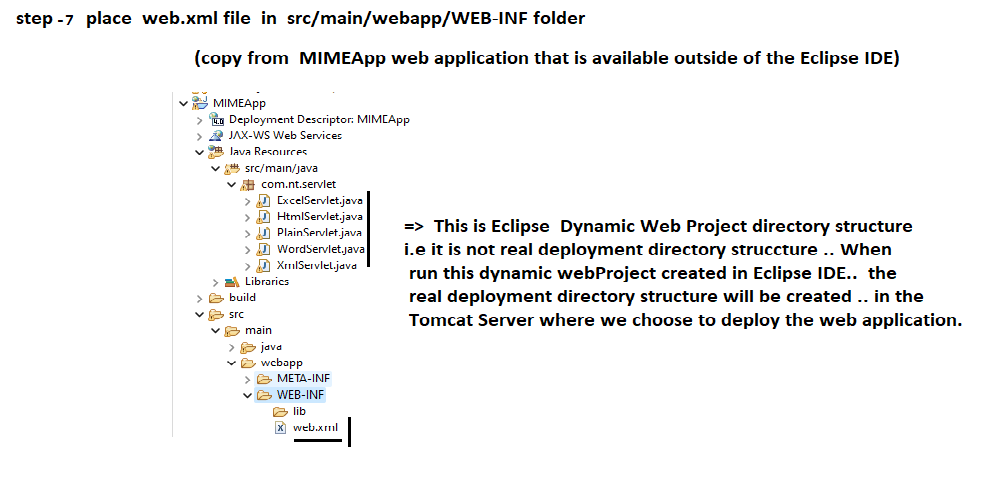 step -7 place web.xml file in src/main/webapp/WEB-INF folder
(copy from MIMEApp web application that is available outside of the Eclipse IDE)
MIMEApp
Deployment Descriptor: MIMEApp
JAX-WS Web Services
Java Resources
src/main/java
com.nt.servlet
ExcelServlet.java
HtmlServlet.java
PlainServlet.java
WordServlet.java
XmlServlet.java
Libraries
build
src
main
java
webapp
META-INF
WEB-INF
lib
web.xml
=> This is Eclipse Dynamic Web Project directory structure
i.e it is not real deployment directory struccture .. When
run this dynamic webProject created in Eclipse IDE.. the
real deployment directory structure will be created .. in the
Tomcat Server where we choose to deploy the web application.